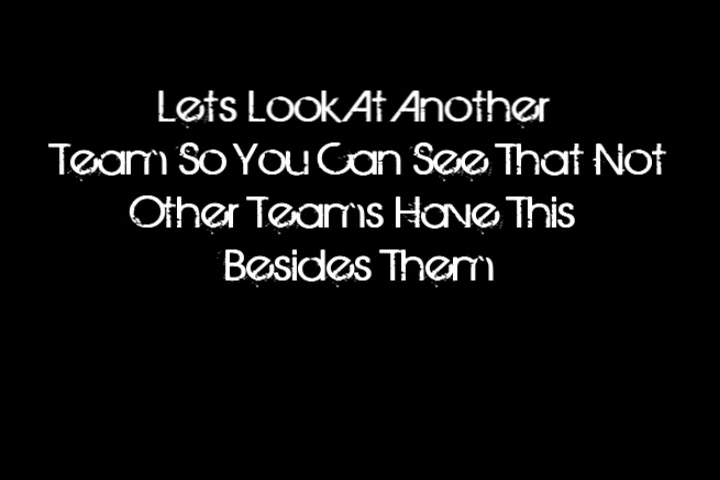 Lets Look At Another
Team So You Can See That Not
Other Teams Have This
Besides Them